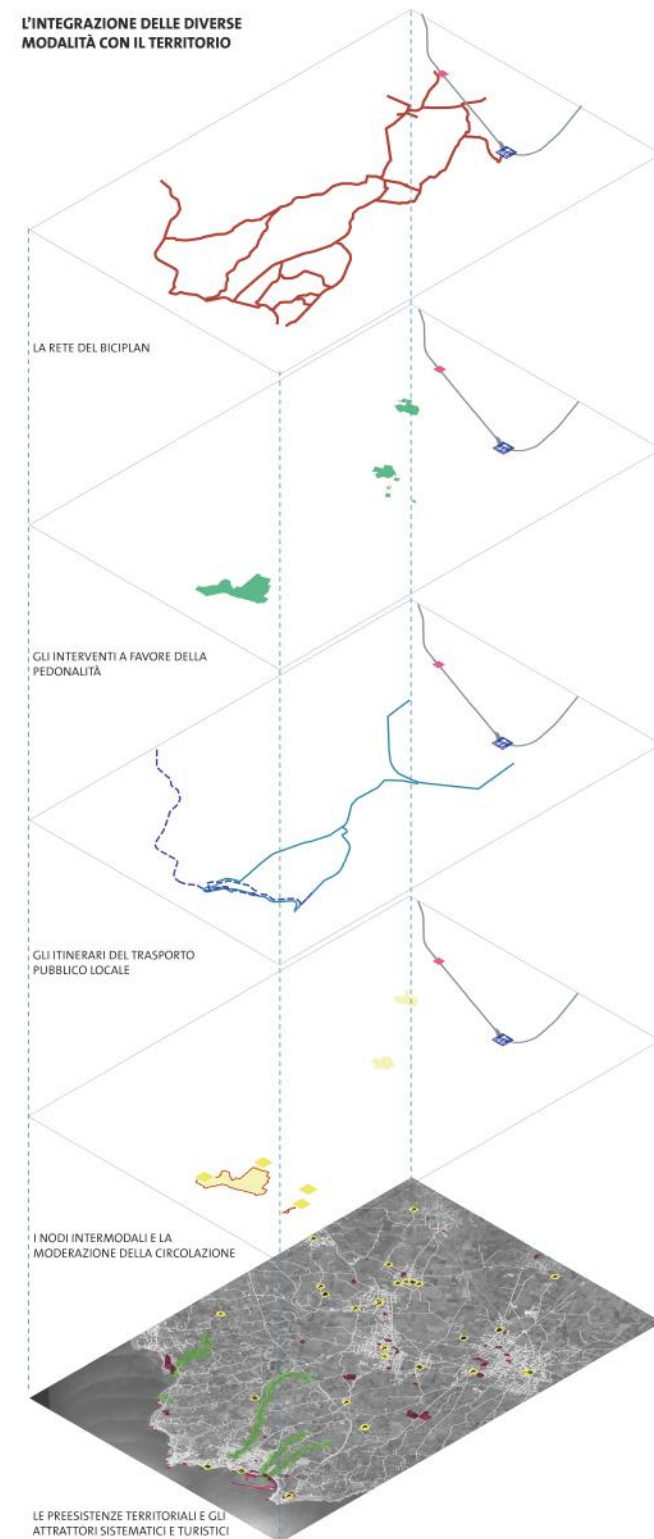 L'INTEGRAZIONE DELLE DIVERSE
MODALITÀ CON IL TERRITORIO
LA RETE DEL BICIPLAN
GLI INTERVENTI A FAVORE DELLA
PEDONALITÀ
GLI ITINERARI DEL TRASPORTO
PUBBLICO LOCALE
I NODI INTERMODALI E LA
MODERAZIONE DELLA CIRCOLAZIONE
LE PREESISTENZE TERRITORIALI E GLI
ATTRATTORI SISTEMATICI E TURISTICI